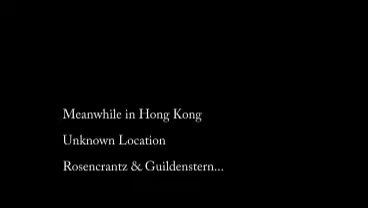 Meanwhile in Hong Kong
Unknown Location
Rosencrantz & Guildenstern...